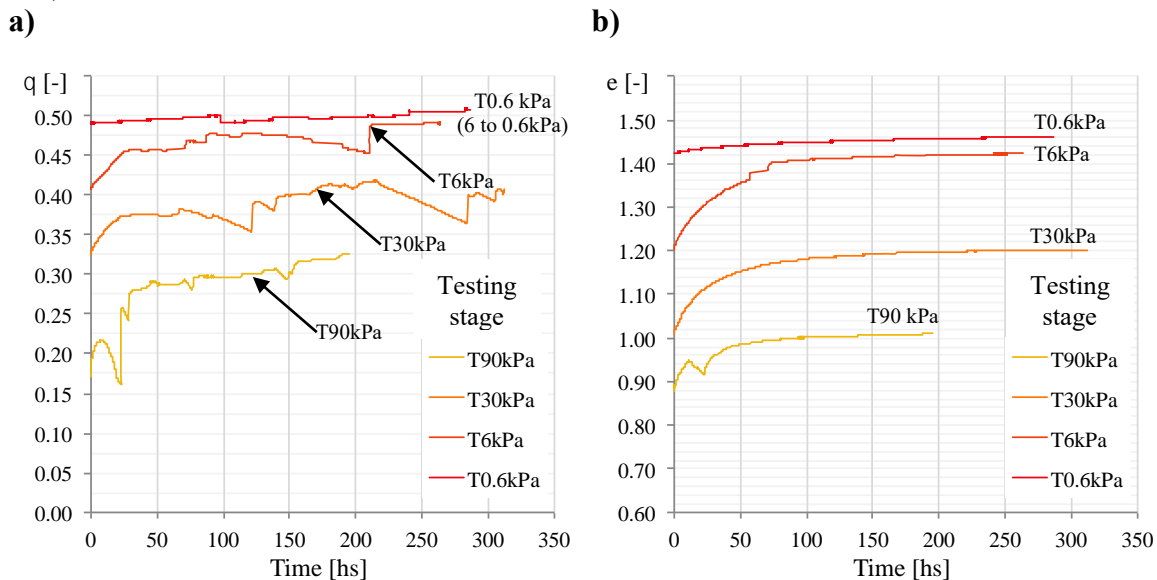 a)
b)
q [-]
e [-]
0.50
0.45
0.40
0.35
0.30
0.25
0.20
0.15
0.10
0.05
0.00
0 50 100 150 200 250 300 350
Time [hs]
T0.6 kPa
(6 to 0.6kPa)
T6kPa
T30kPa
T90kPa
Testing
stage
T90kPa
T30kPa
T6kPa
T0.6kPa
1.50
1.40
1.30
1.20
1.10
1.00
0.90
0.80
0.70
0.60
0 50 100 150 200 250 300 350
Time [hs]
T0.6kPa
T6kPa
T30kPa
T90 kPa
Testing
stage
T90kPa
T30kPa
T6kPa
T0.6kPa